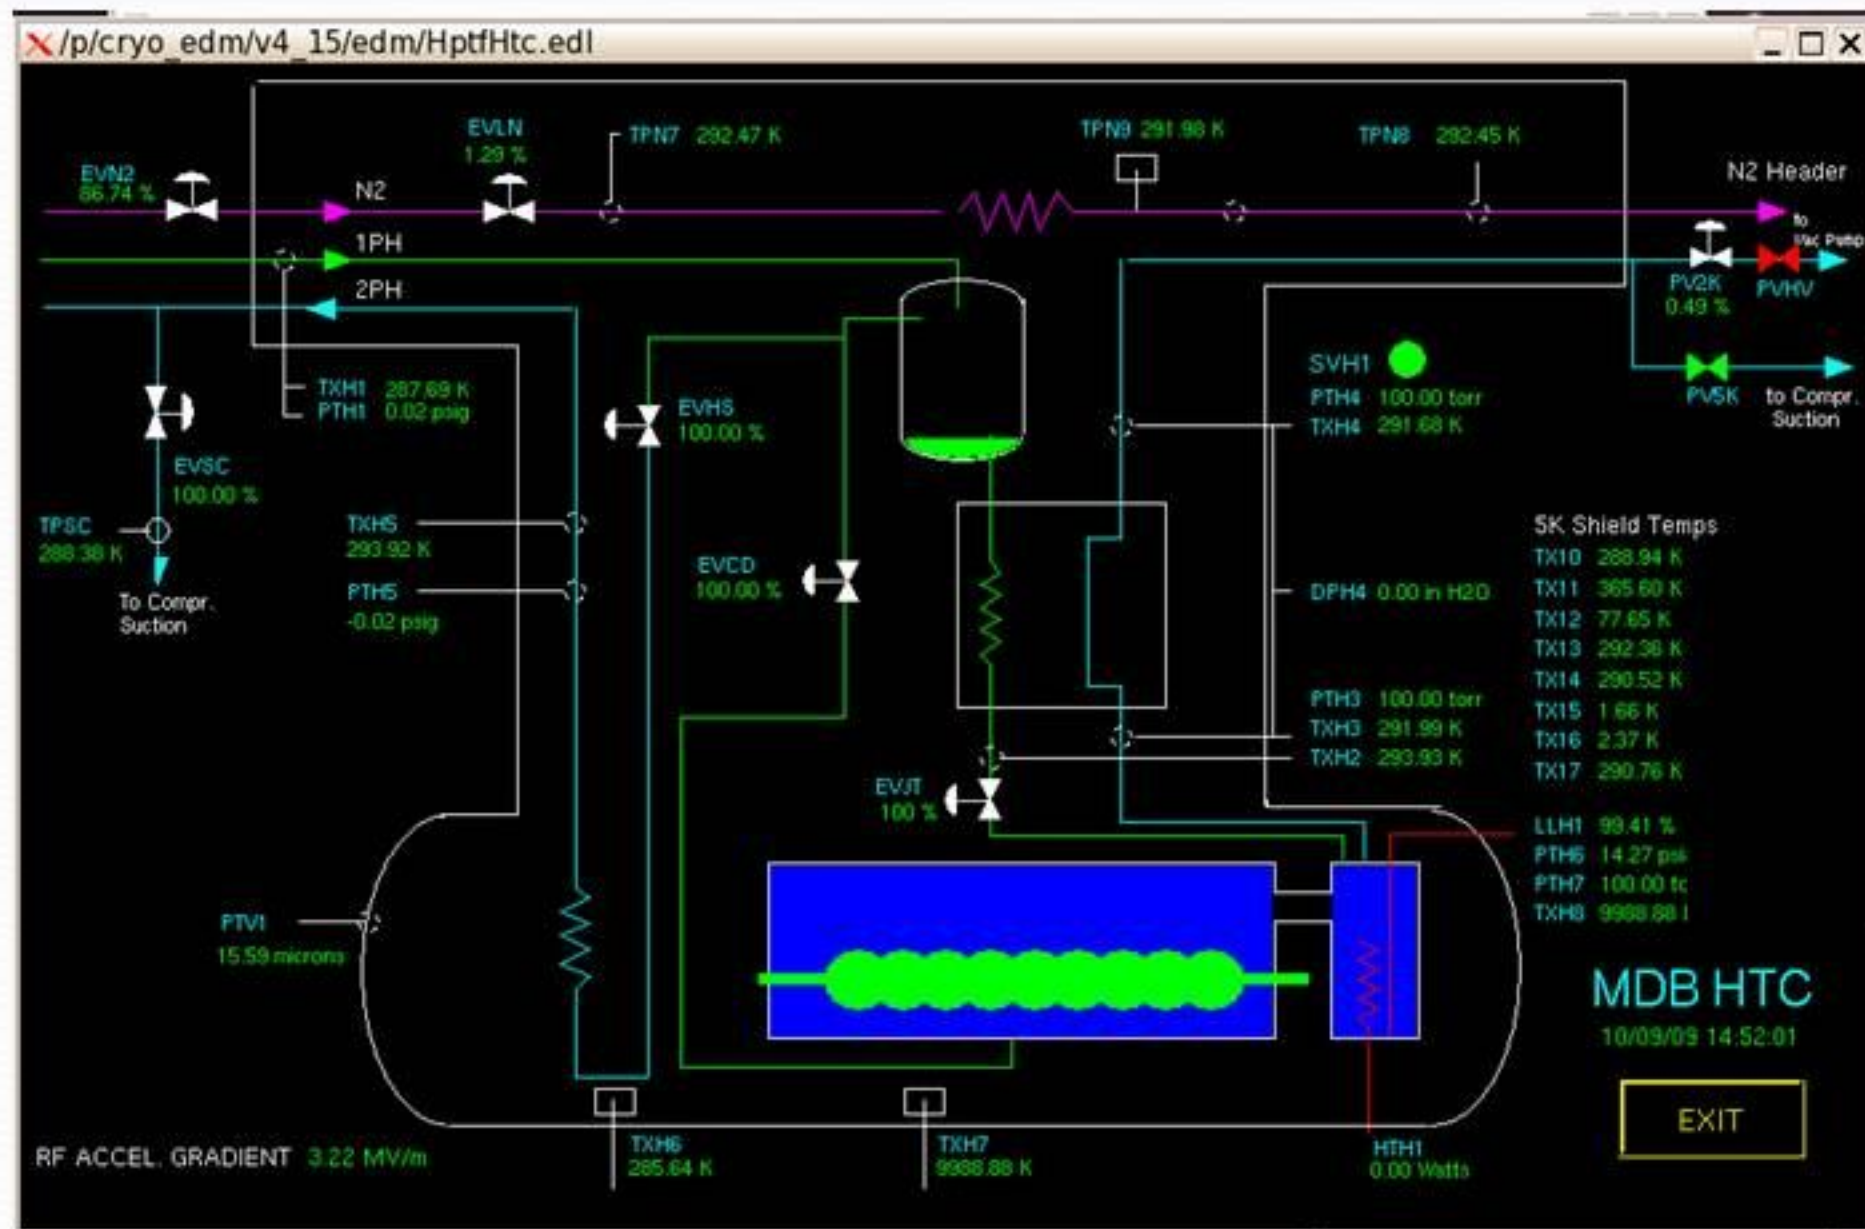 /p/cryo_edm/v4_15/edm/HptfHtc.edl
EVN2
86.74 %
EVLN
1.29 %
TPN7 292.47 K
TPN9 291.98 K
TPN8 292.45 K
N2 Header
N2
1PH
2PH
to
Vac Pump
PV2K
0.49 %
PVHV
TXH1 287.69 K
PTH1 0.02 psig
EVHS
100.00 %
SVH1
PTH4 100.00 torr
TXH4 291.68 K
PV5K
to Compr.
Suction
EVSC
100.00 %
TPSC
288.38 K
To Compr.
Suction
TXH5
293.92 K
PTH5
-0.02 psig
EVCD
100.00 %
DPH4 0.00 in H2O
5K Shield Temps
TX10 288.94 K
TX11 365.60 K
TX12 77.65 K
TX13 292.38 K
TX14 290.52 K
TX15 1.66 K
TX16 2.37 K
TX17 290.76 K
PTH3 100.00 torr
TXH3 291.99 K
TXH2 293.93 K
EVJT
100 %
LLH1 99.41 %
PTH6 14.27 psi
PTH7 100.00 tc
TXH8 9988.88
PTV1
15.59 microns
MDB HTC
10/09/09 14:52:01
EXIT
RF ACCEL. GRADIENT 3.22 MV/m
TXH6
285.64 K
TXH7
9988.88 K
HTH1
0.00 Watts